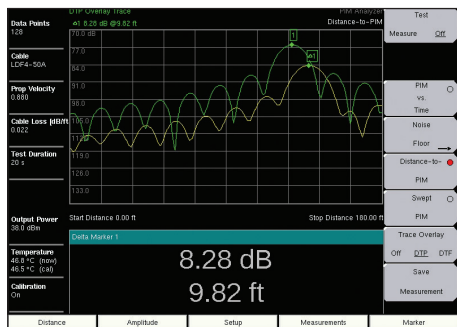 DTP Overlay Trace
PIM Analyzer
▵1 8.28 dB @9.82 ft
Distance-to-PIM
Data Points
128
Cable
LDF4-50A
Prop Velocity
0.880
Cable Loss [dB/ft]
0.022
Test Duration
20 s
Output Power
38.0 dBm
Temperature
46.8 °C (now)
46.5 °C (cal)
Calibration
On
70.0 dB
77.0
84.0
91.0
98.0
105.0
112.0
119.0
126.0
133.0
1
▵1
Start Distance 0.00 ft
Stop Distance 180.00 ft
Delta Marker 1
8.28 dB
9.82 ft
Test
Measure Off
PIM
vs.
Time
Noise
Floor
Distance-to-
PIM
Swept
PIM
Trace Overlay
Off DTP DTF
Save
Measurement
Distance
Amplitude
Setup
Measurements
Marker